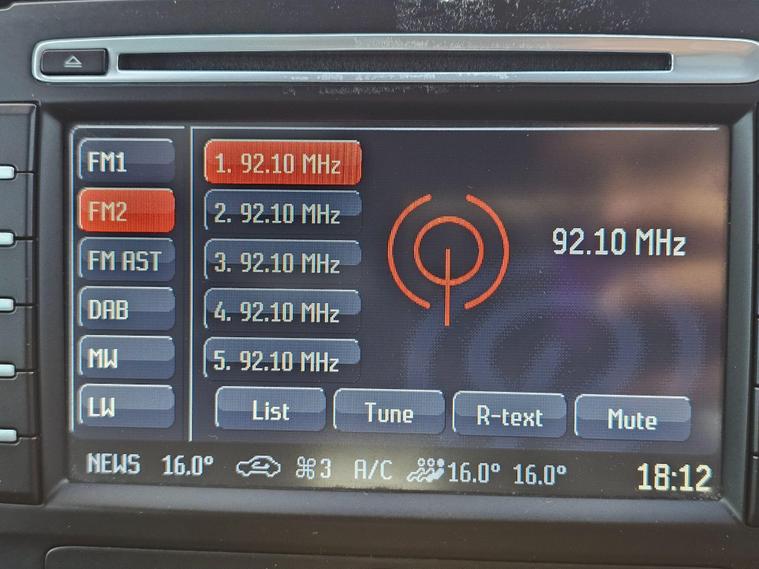 FM1
FM2
FM AST
DAB
MW
LW
1. 92.10 MHz
2. 92.10 MHz
3. 92.10 MHz
4. 92.10 MHz
5. 92.10 MHz
92.10 MHz
List Tune R-text Mute
NEWS 16.0° 3 A/C 16.0° 16.0° 18:12